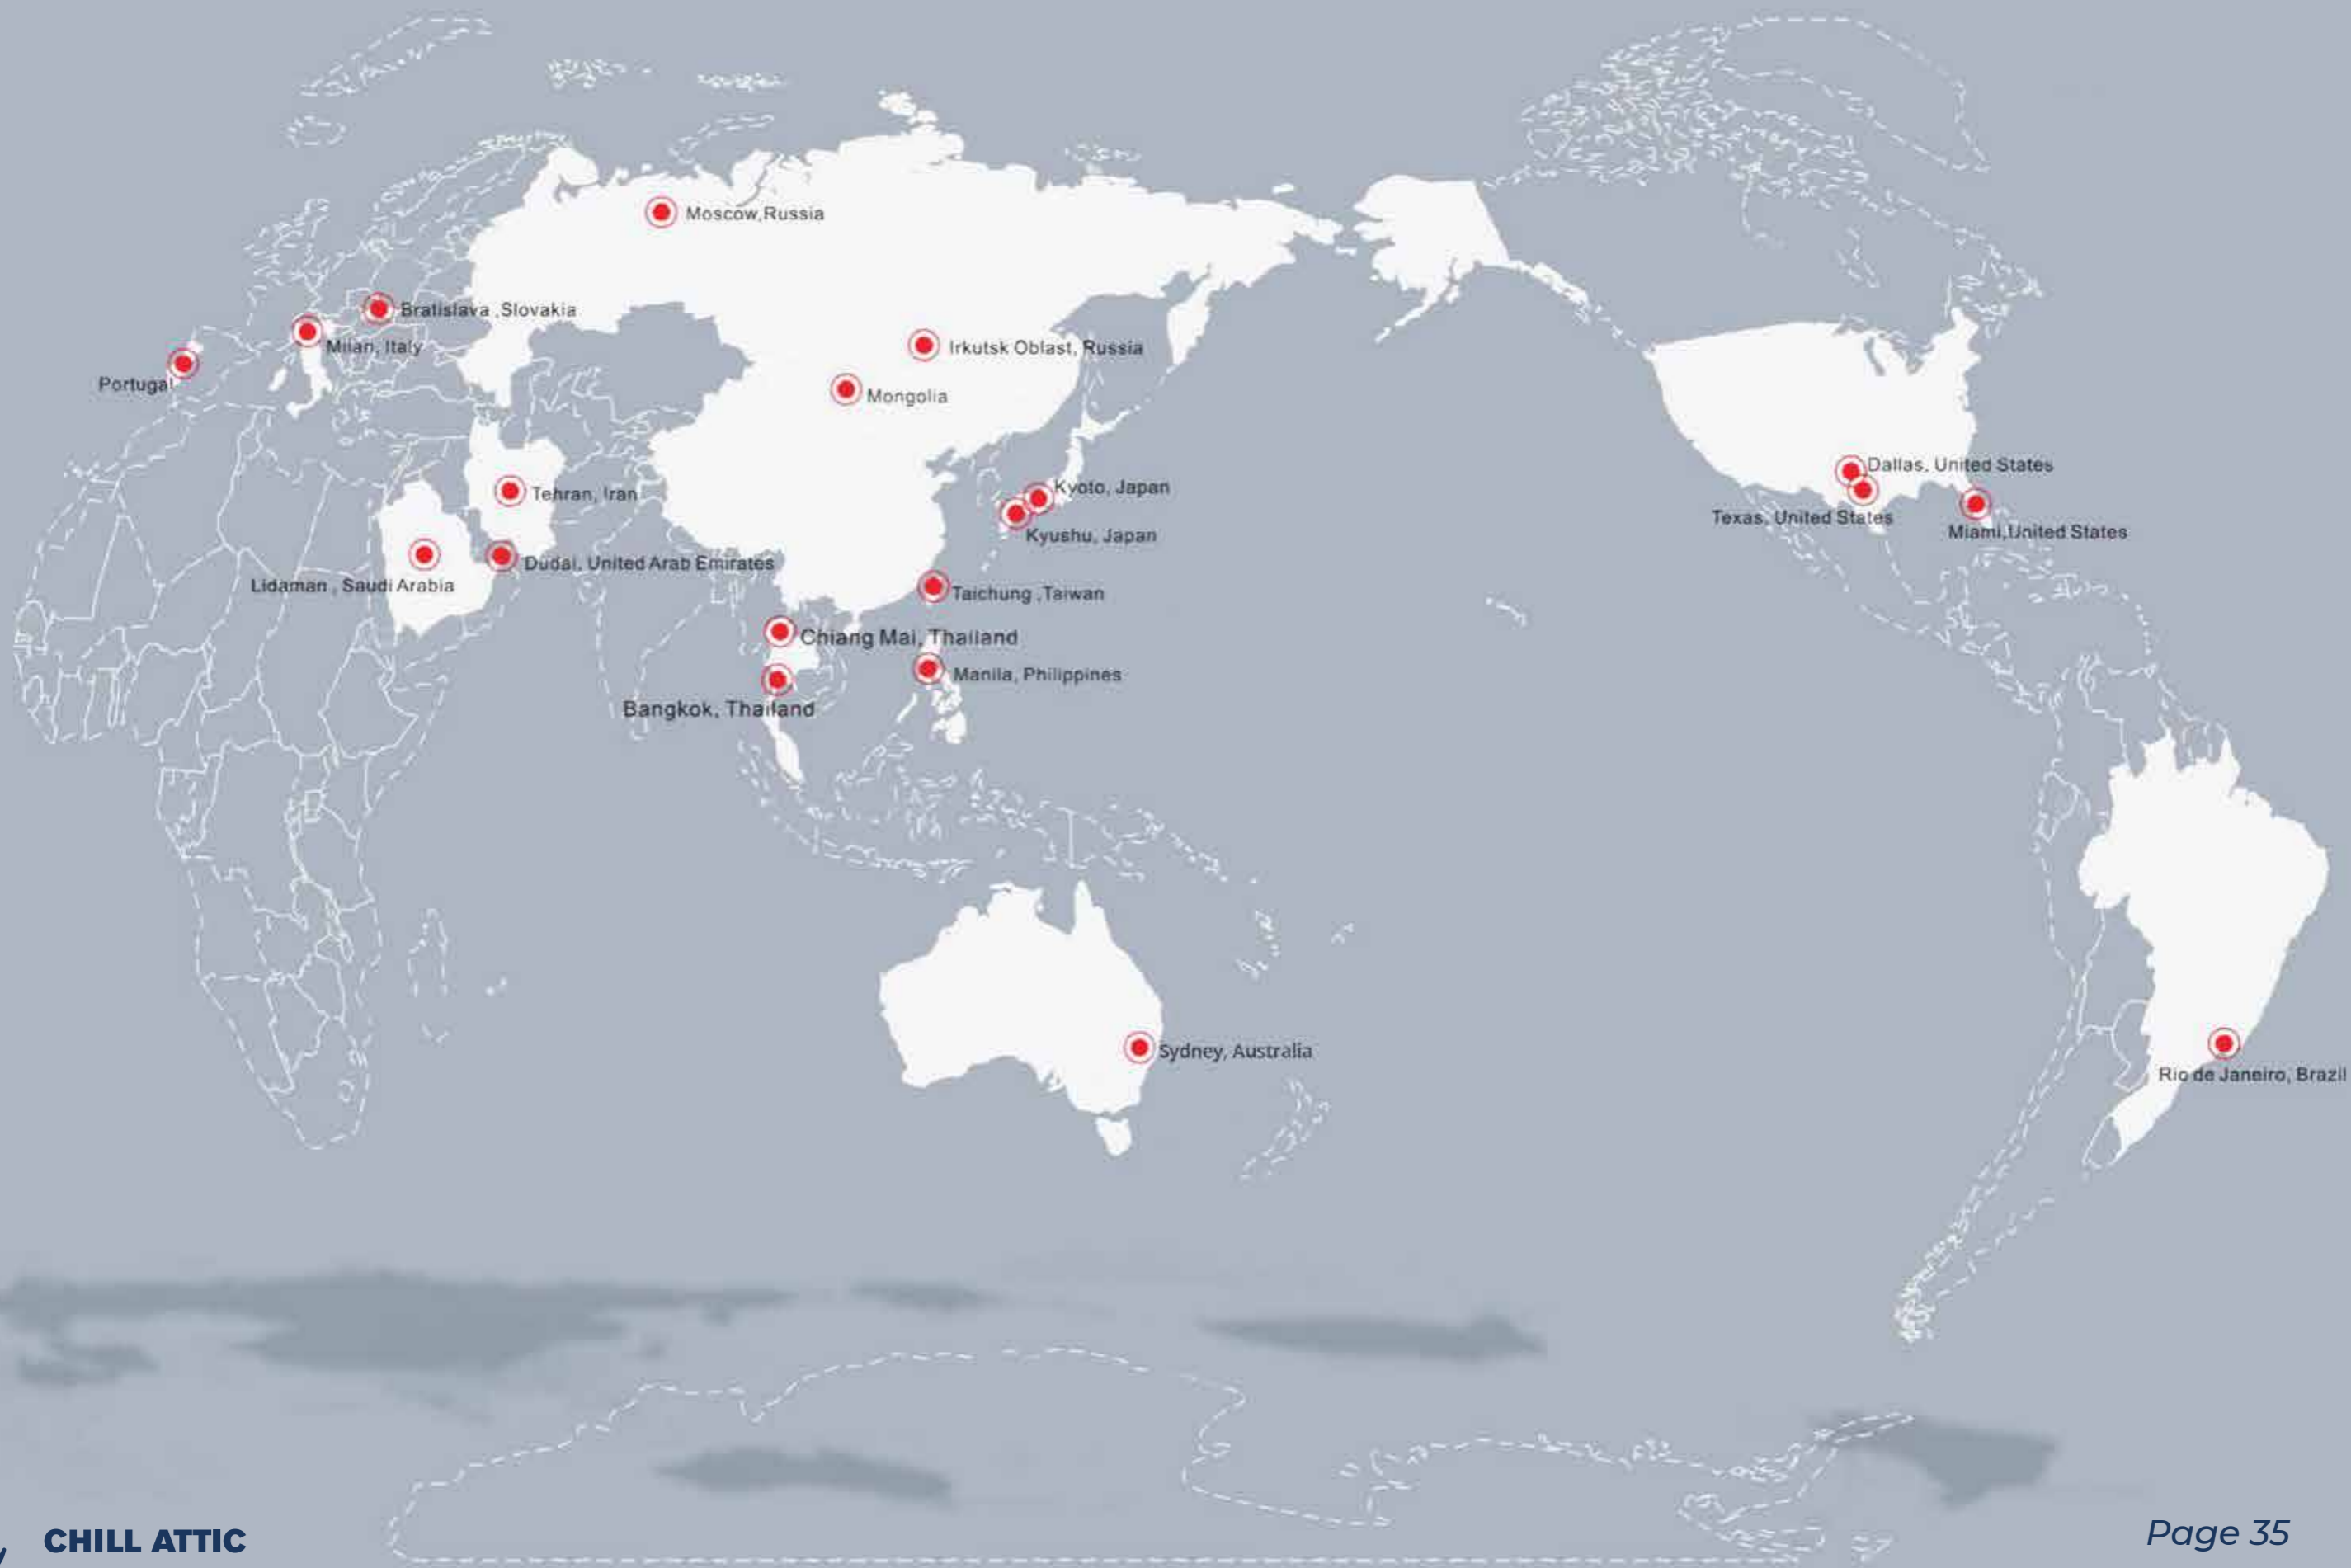 Moscow,Russia
Bratislava ,Slovakia
Milan, Italy
Portugal
Irkutsk Oblast, Russia
Mongolia
Tehran, Iran
Kyoto, Japan
Kyushu, Japan
Dallas, United States
Texas, United States
Miami,United States
Dudai, United Arab Emirates
Lidaman , Saudi Arabia
Taichung ,Taiwan
Chiang Mai, Thailand
Manila, Philippines
Bangkok, Thailand
Sydney, Australia
Rio de Janeiro, Brazil
CHILL ATTIC
Page 35